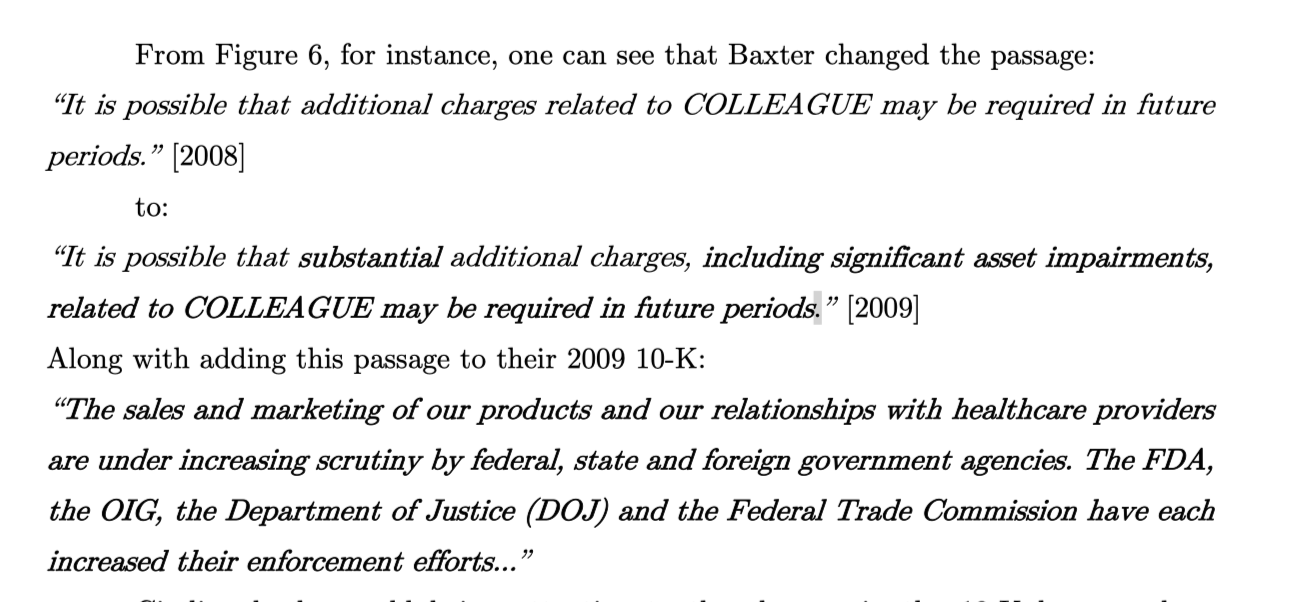 From Figure 6, for instance, one can see that Baxter changed the passage:
“It is possible that additional charges related to COLLEAGUE may be required in future
periods.” [2008]
to:
“It is possible that substantial additional charges, including significant asset impairments,
related to COLLEAGUE may be required in future periods.” [2009]
Along with adding this passage to their 2009 10-K:
“The sales and marketing of our products and our relationships with healthcare providers
are under increasing scrutiny by federal, state and foreign government agencies. The FDA,
the OIG, the Department of Justice (DOJ) and the Federal Trade Commission have each
increased their enforcement efforts...”